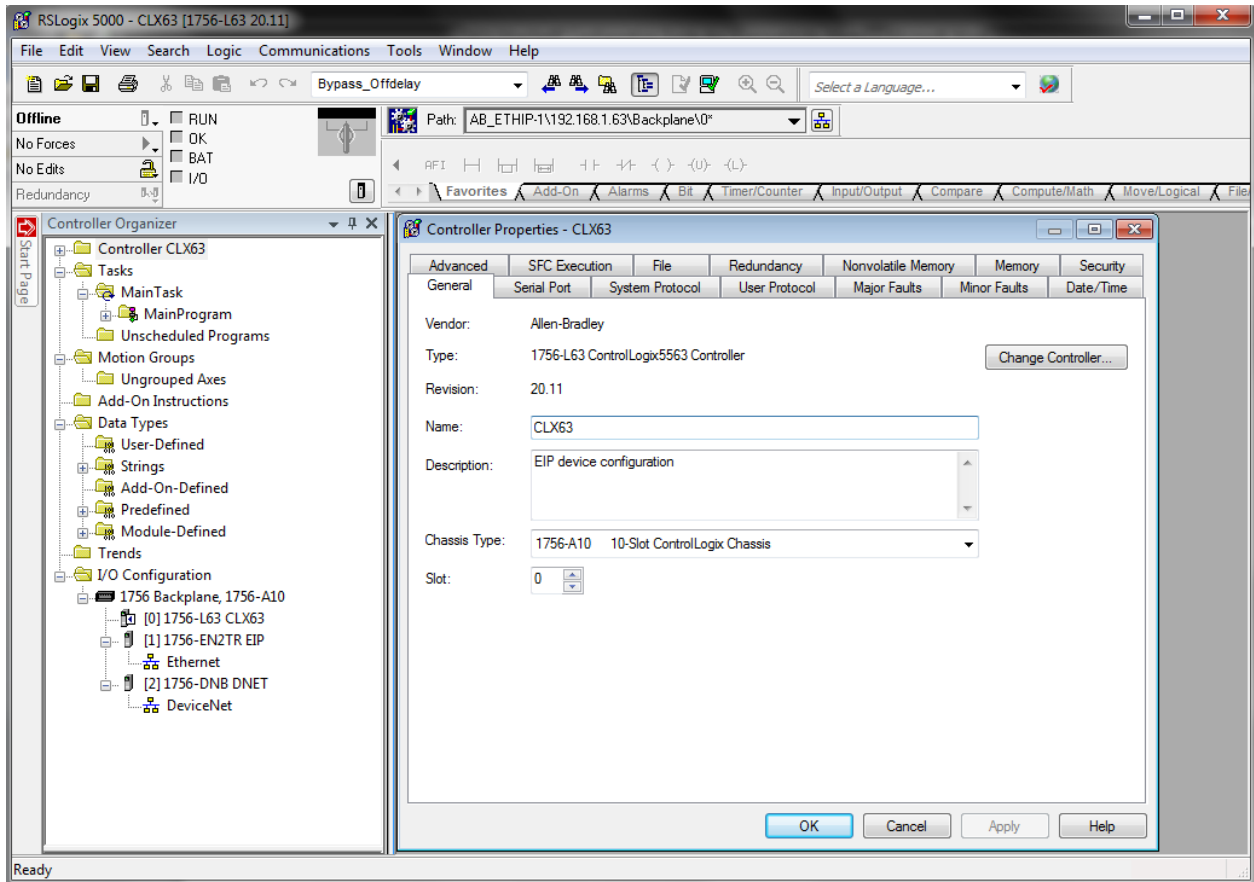 RSLogix 5000 - CLX63 [1756-L63 20.11]
File Edit View Search Logic Communications Tools Window Help
Bypass_Offdelay
Select a Language...
Offline
RUN
No Forces
OK
No Edits
BAT
Redundancy
I/O
Path: AB_ETHIP-1\192.168.1.63\Backplane\0*
AFI
(U)
(L)
Favorites Add-On Alarms Bit Timer/Counter Input/Output Compare Compute/Math Move/Logical File/
Start Page
Controller Organizer
Controller CLX63
Tasks
MainTask
MainProgram
Unscheduled Programs
Motion Groups
Ungrouped Axes
Add-On Instructions
Data Types
User-Defined
Strings
Add-On-Defined
Predefined
Module-Defined
Trends
I/O Configuration
1756 Backplane, 1756-A10
[0] 1756-L63 CLX63
[1] 1756-EN2TR EIP
Ethernet
[2] 1756-DNB DNET
DeviceNet
Controller Properties - CLX63
Advanced SFC Execution File Redundancy Nonvolatile Memory Memory Security
General Serial Port System Protocol User Protocol Major Faults Minor Faults Date/Time
Vendor: Allen-Bradley
Type: 1756-L63 ControlLogix5563 Controller
Change Controller...
Revision: 20.11
Name: CLX63
Description: EIP device configuration
Chassis Type: 1756-A10 10-Slot ControlLogix Chassis
Slot: 0
OK Cancel Apply Help
Ready